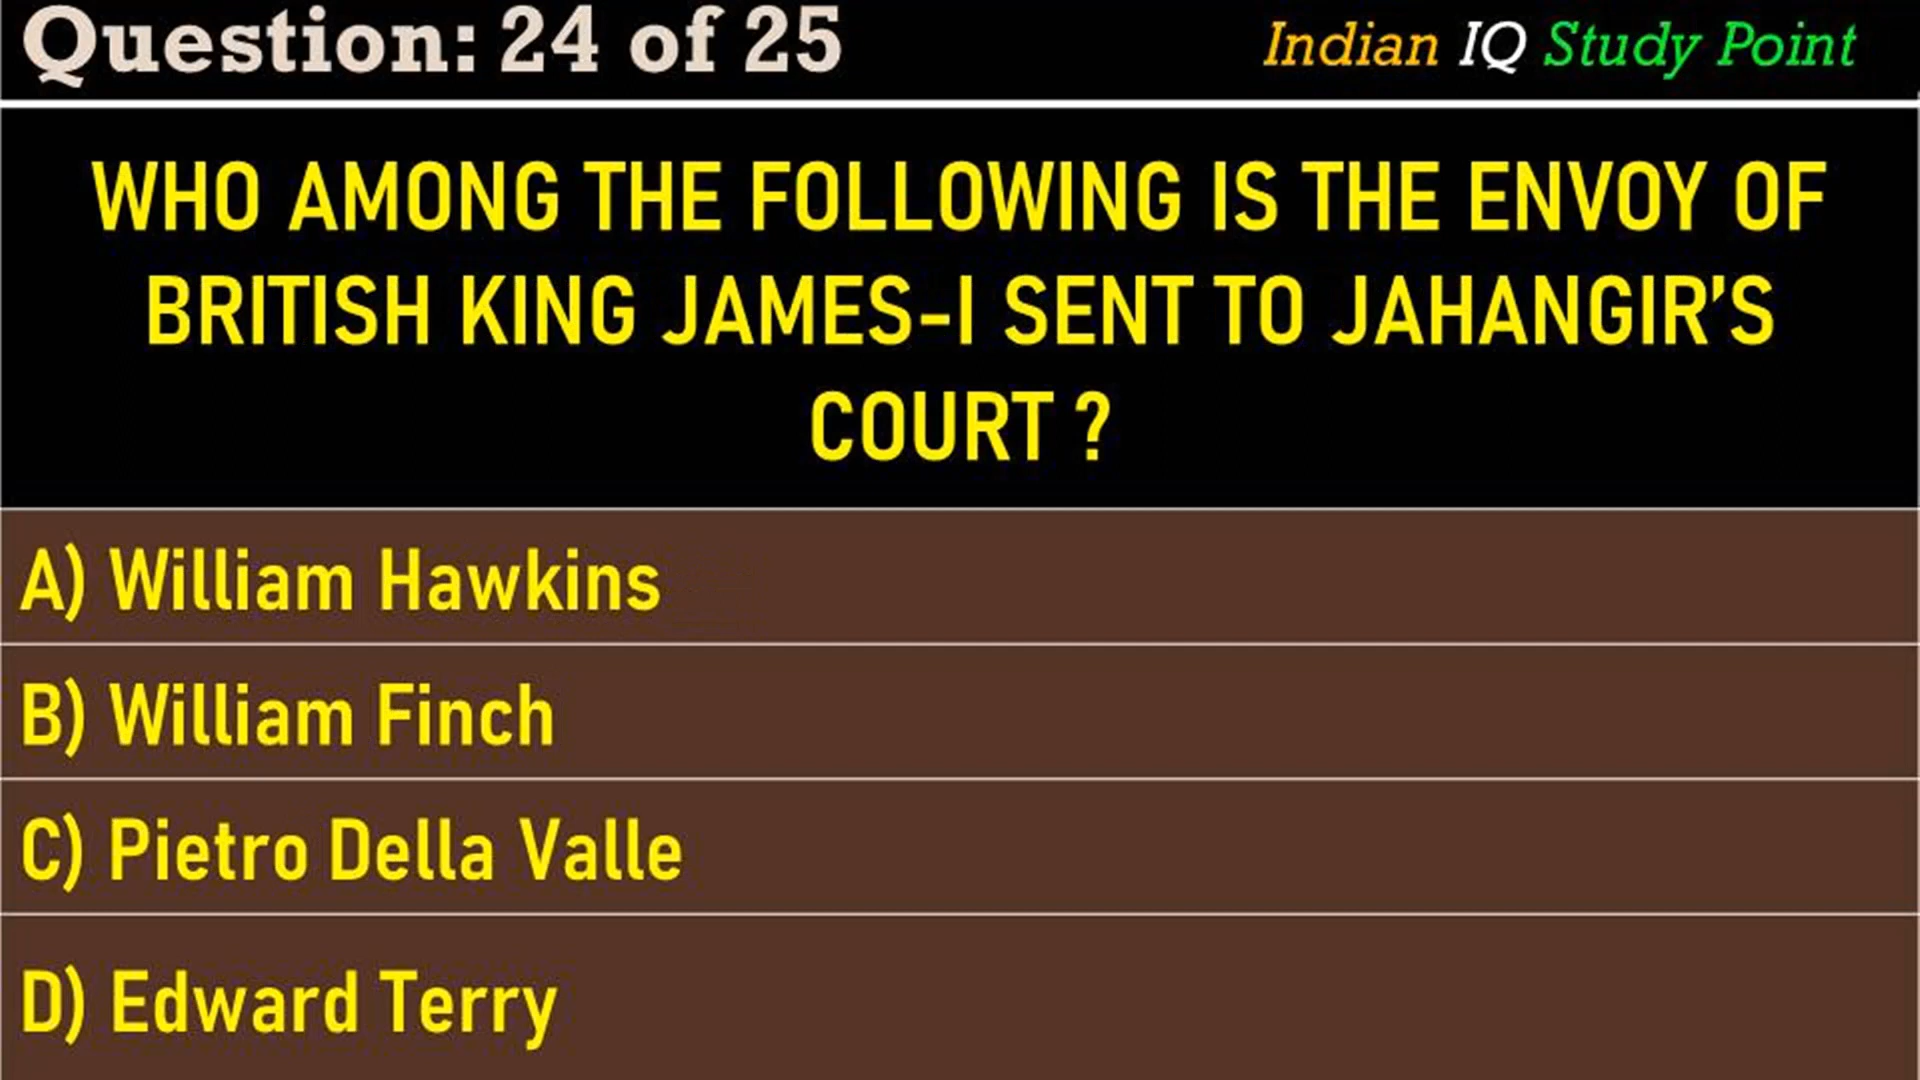 Question: 24 of 25
Indian IQ Study Point
WHO AMONG THE FOLLOWING IS THE ENVOY OF
BRITISH KING JAMES-I SENT TO JAHANGIR’S
COURT ?
A) William Hawkins
B) William Finch
C) Pietro Della Valle
D) Edward Terry